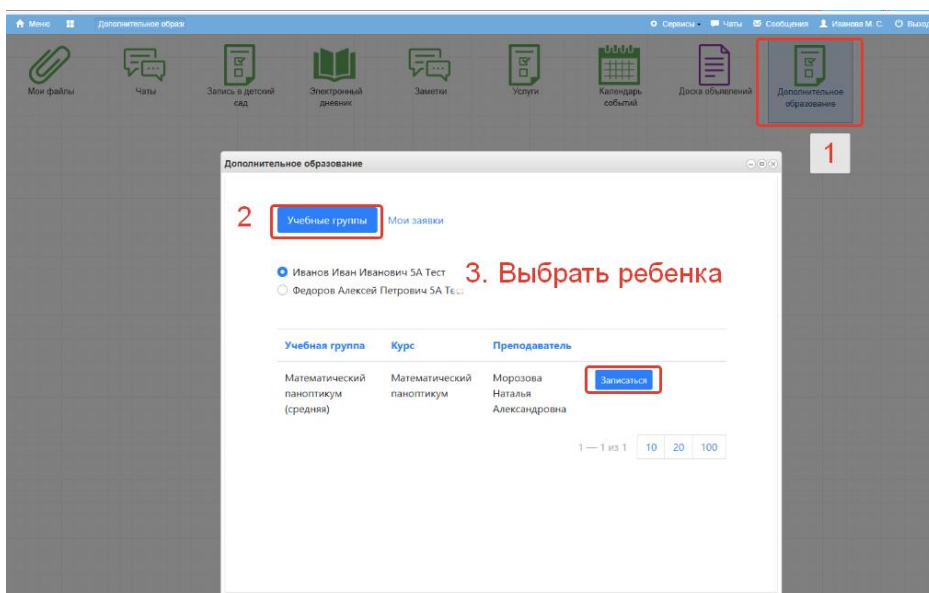 Меню Дополнительное образ Сервисы Чаты Сообщения Иванова М. С. Выход
Мои файлы Чаты Запись в детский Электронный Заметки Услуги Календарь Доска объявлений Дополнительное
сад дневник событий образование
1
Дополнительное образование
2 Учебные группы Мои заявки
Иванов Иван Иванович 5А Тест 3. Выбрать ребенка
Федоров Алексей Петрович 5А Тест
Учебная группа Курс Преподаватель
Математический Математический Морозова Записаться
паноптикум паноптикум Наталья
(средняя) Александровна
1 — 1 из 1 10 20 100